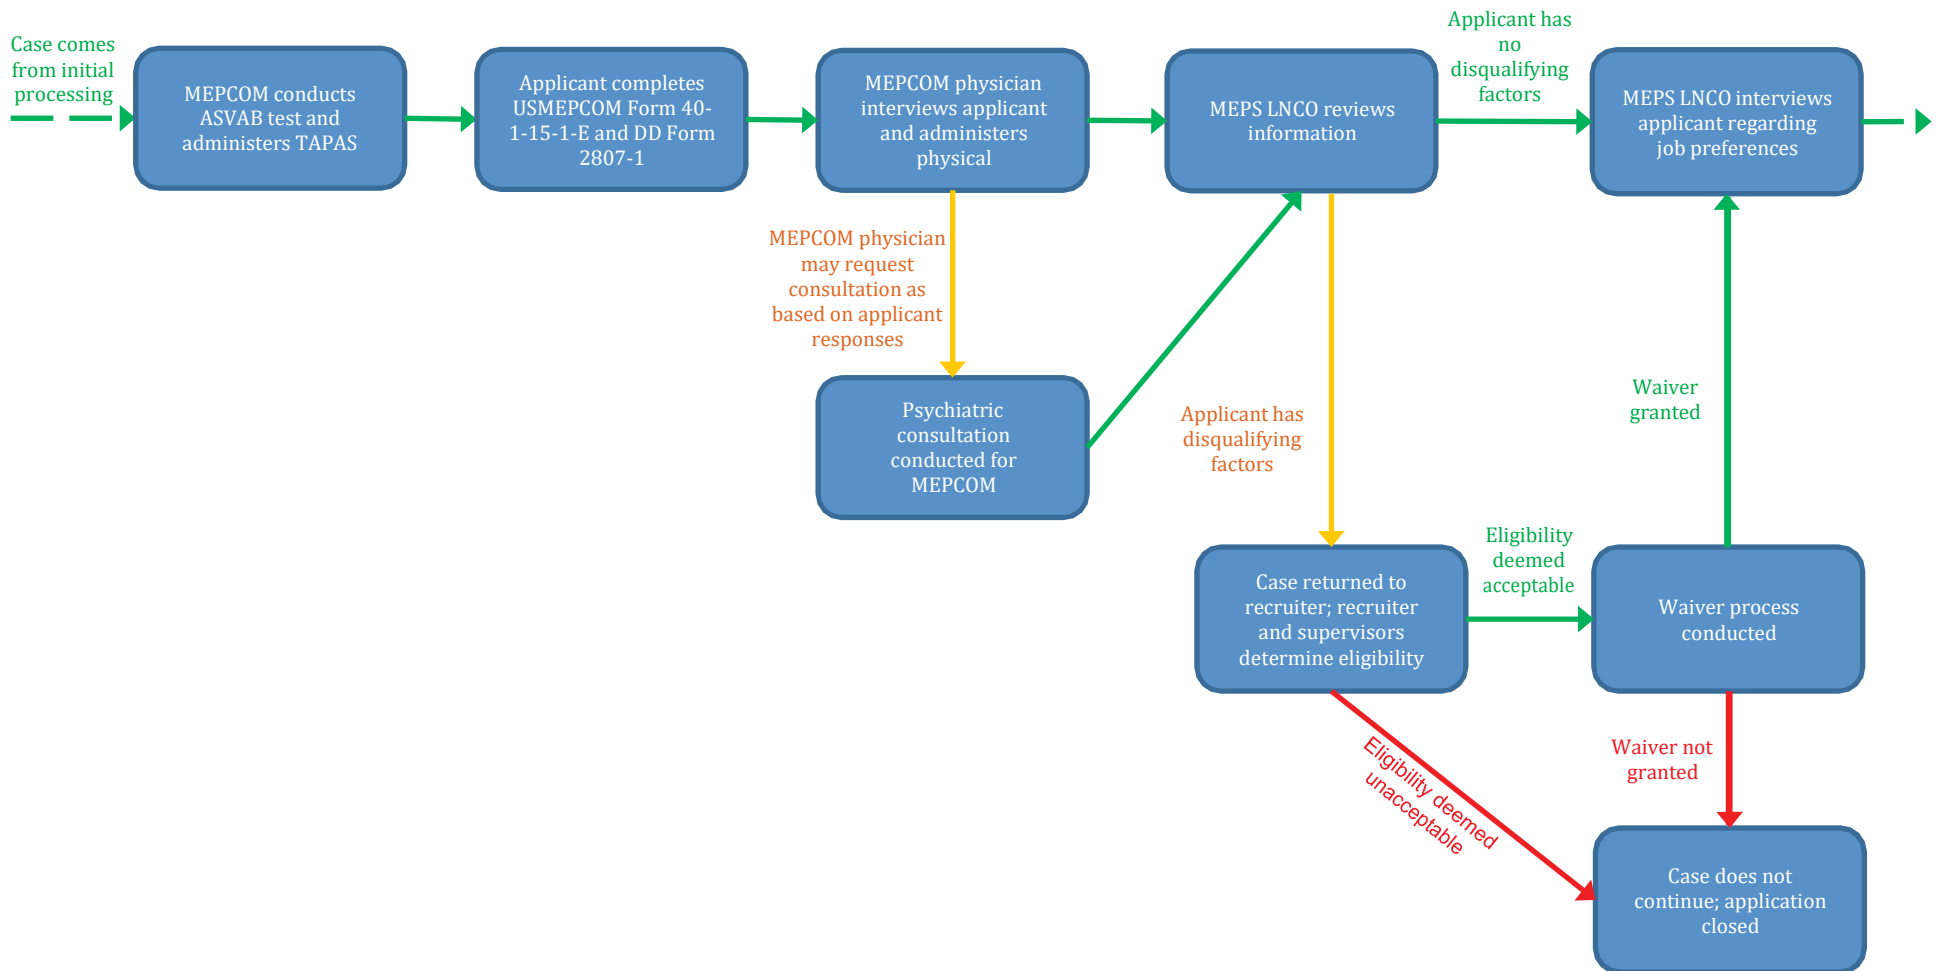 Case comes
from initial
processing
MEPCOM conducts
ASVAB test and
administers TAPAS
Applicant completes
USMEPCOM Form 40-
1-15-1-E and DD Form
2807-1
MEPCOM physician
interviews applicant
and administers
physical
MEPS LNCO reviews
information
Applicant has
no
disqualifying
factors
MEPS LNCO interviews
applicant regarding
job preferences
MEPCOM physician
may request
consultation as
based on applicant
responses
Psychiatric
consultation
conducted for
MEPCOM
Applicant has
disqualifying
factors
Waiver
granted
Case returned to
recruiter; recruiter
and supervisors
determine eligibility
Eligibility
deemed
acceptable
Waiver process
conducted
Eligibility deemed
unacceptable
Waiver not
granted
Case does not
continue; application
closed